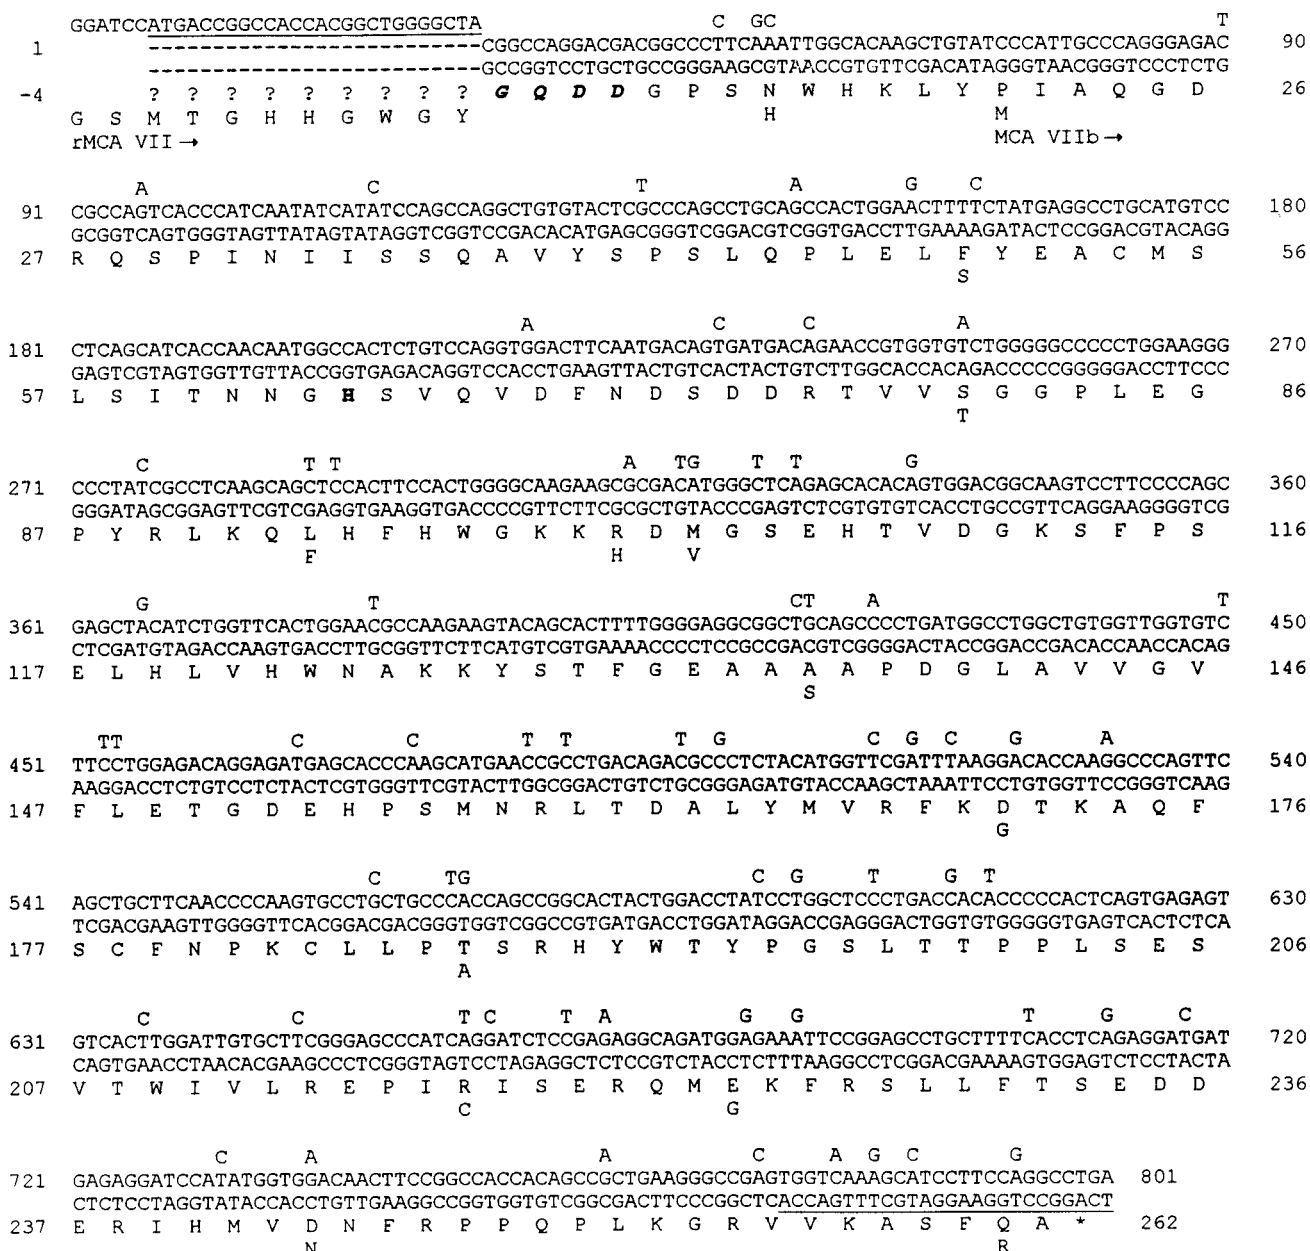 GGATCCATGACCGGCCACCACGGCTGGGGCTA C GC T
1 --------------------------CGGCCAGGACGACGGCCCTTCAAATTGGCACAAGCTGTATCCCATTGCCCAGGGAGAC 90
--------------------------GCCGGTCCTGCTGCCGGGAAGCGTAACCGTGTTCGACATAGGGTAACGGGTCCCTCTG
-4 ? ? ? ? ? ? ? ? ? G Q D D G P S N W H K L Y P I A Q G D 26
G S M T G H H G W G Y H M
rMCA VII → MCA VIIb →
A C T A G C
91 CGCCAGTCACCCATCAATATCATATCCAGCCAGGCTGTGTACTCGCCCAGCCTGCAGCCACTGGAACTTTTCTATGAGGCCTGCATGTCC 180
GCGGTCAGTGGGTAGTTATAGTATAGGTCGGTCCGACACATGAGCGGGTCGGACGTCGGTGACCTTGAAAAGATACTCCGGACGTACAGG
27 R Q S P I N I I S S Q A V Y S P S L Q P L E L F Y E A C M S 56
S
A C C A
181 CTCAGCATCACCAACAATGGCCACTCTGTCCAGGTGGACTTCAATGACAGTGATGACAGAACCGTGGTGTCTGGGGGCCCCCTGGAAGGG 270
GAGTCGTAGTGGTTGTTACCGGTGAGACAGGTCCACCTGAAGTTACTGTCACTACTGTCTTGGCACCACAGACCCCCGGGGGACCTTCCC
57 L S I T N N G H S V Q V D F N D S D D R T V V S G G P L E G 86
T
C T T A TG T T G
271 CCCTATCGCCTCAAGCAGCTCCACTTCCACTGGGGCAAGAAGCGCGACATGGGCTCAGAGCACACAGTGGACGGCAAGTCCTTCCCCAGC 360
GGGATAGCGGAGTTCGTCGAGGTGAAGGTGACCCCGTTCTTCGCGCTGTACCCGAGTCTCGTGTGTCACCTGCCGTTCAGGAAGGGGTCG
87 P Y R L K Q L H F H W G K K R D M G S E H T V D G K S F P S 116
F H V
G T CT A T
361 GAGCTACATCTGGTTCACTGGAACGCCAAGAAGTACAGCACTTTTGGGGAGGCGGCTGCAGCCCCTGATGGCCTGGCTGTGGTTGGTGTC 450
CTCGATGTAGACCAAGTGACCTTGCGGTTCTTCATGTCGTGAAAACCCCTCCGCCGACGTCGGGGACTACCGGACCGACACCAACCACAG
117 E L H L V H W N A K K Y S T F G E A A A A P D G L A V V G V 146
S
TT C C T T T G C G C G A
451 TTCCTGGAGACAGGAGATGAGCACCCAAGCATGAACCGCCTGACAGACGCCCTCTACATGGTTCGATTTAAGGACACCAAGGCCCAGTTC 540
AAGGACCTCTGTCCTCTACTCGTGGGTTCGTACTTGGCGGACTGTCTGCGGGAGATGTACCAAGCTAAATTCCTGTGGTTCCGGGTCAAG
147 F L E T G D E H P S M N R L T D A L Y M V R F K D T K A Q F 176
G
C TG C G T G T
541 AGCTGCTTCAACCCCAAGTGCCTGCTGCCCACCAGCCGGCACTACTGGACCTATCCTGGCTCCCTGACCACACCCCCACTCAGTGAGAGT 630
TCGACGAAGTTGGGGTTCACGGACGACGGGTGGTCGGCCGTGATGACCTGGATAGGACCGAGGGACTGGTGTGGGGGTGAGTCACTCTCA
177 S C F N P K C L L P T S R H Y W T Y P G S L T T P P L S E S 206
A
C C T C T A G G T G C
631 GTCACTTGGATTGTGCTTCGGGAGCCCATCAGGATCTCCGAGAGGCAGATGGAGAAATTCCGGAGCCTGCTTTTCACCTCAGAGGATGAT 720
CAGTGAACCTAACACGAAGCCCTCGGGTAGTCCTAGAGGCTCTCCGTCTACCTCTTTAAGGCCTCGGACGAAAAGTGGAGTCTCCTACTA
207 V T W I V L R E P I R I S E R Q M E K F R S L L F T S E D D 236
C G
C A A C A G C G
721 GAGAGGATCCATATGGTGGACAACTTCCGGCCACCACAGCCGCTGAAGGGCCGAGTGGTCAAAGCATCCTTCCAGGCCTGA 801
CTCTCCTAGGTATACCACCTGTTGAAGGCCGGTGGTGTCGGCGACTTCCCGGCTCACCAGTTTCGTAGGAAGGTCCGGACT
237 E R I H M V D N F R P P Q P L K G R V V K A S F Q A * 262
N R